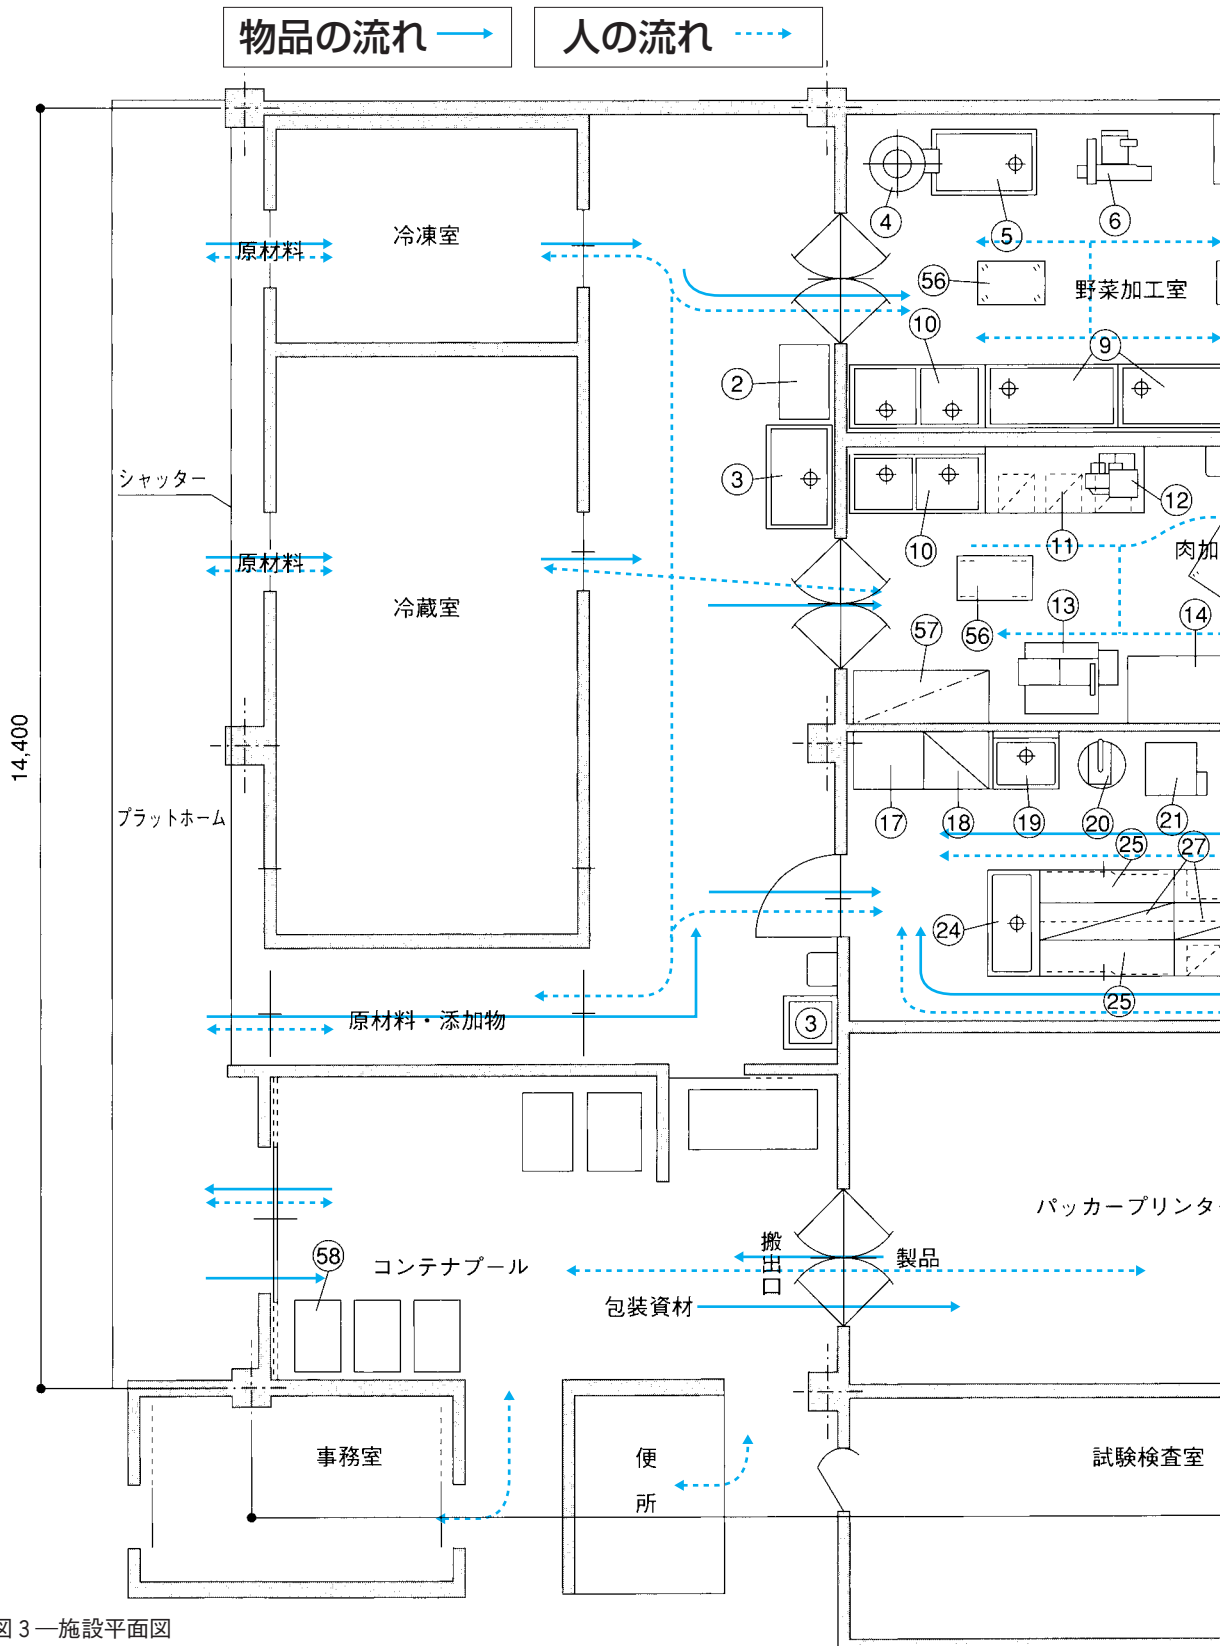 物品の流れ
人の流れ
冷凍室
原材料
④
⑤
⑥
56
野菜加工室
10
⑨
②
③
シャッター
10
11
12
原材料
肉加
冷蔵室
56
13
14
57
14,400
プラットホーム
17
18
19
20
21
25
27
24
25
原材料・添加物
③
パッカープリンタ
58
コンテナプール
搬出口
製品
包装資材
事務室
便所
試験検査室
図3―施設平面図